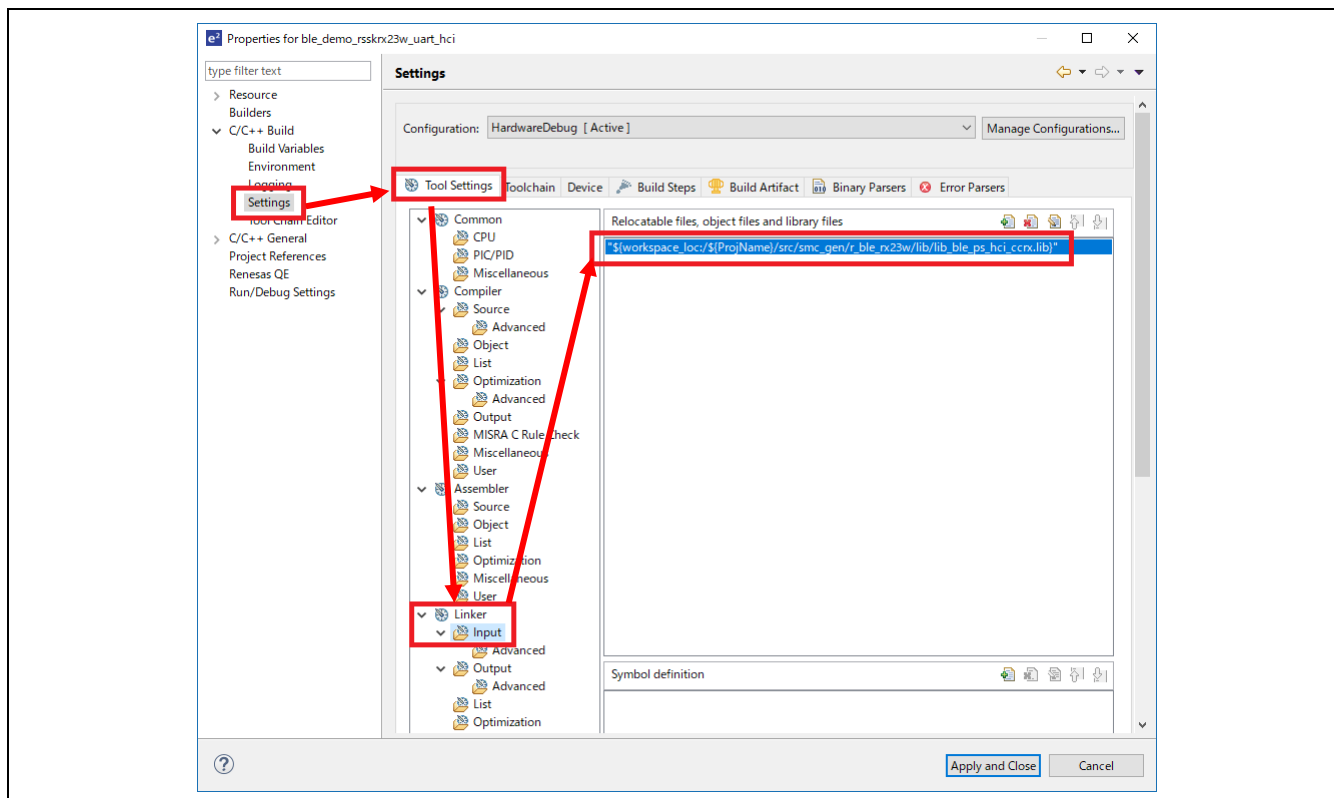 e² Properties for ble_demo_rsskrx23w_uart_hci
type filter text
Resource
Builders
C/C++ Build
Build Variables
Environment
Logging
Settings
Tool Chain Editor
C/C++ General
Project References
Renesas QE
Run/Debug Settings
Settings
Configuration: HardwareDebug [ Active ] Manage Configurations...
Tool Settings Toolchain Device Build Steps Build Artifact Binary Parsers Error Parsers
Common
CPU
PIC/PID
Miscellaneous
Compiler
Source
Advanced
Object
List
Optimization
Advanced
Output
MISRA C Rule Check
Miscellaneous
User
Assembler
Source
Object
List
Optimization
Miscellaneous
User
Linker
Input
Advanced
Output
Advanced
List
Optimization
Relocatable files, object files and library files
"${workspace_loc:/${ProjName}/src/smc_gen/r_ble_rx23w/lib/lib_ble_ps_hci_ccrx.lib}"
Symbol definition
? Apply and Close Cancel